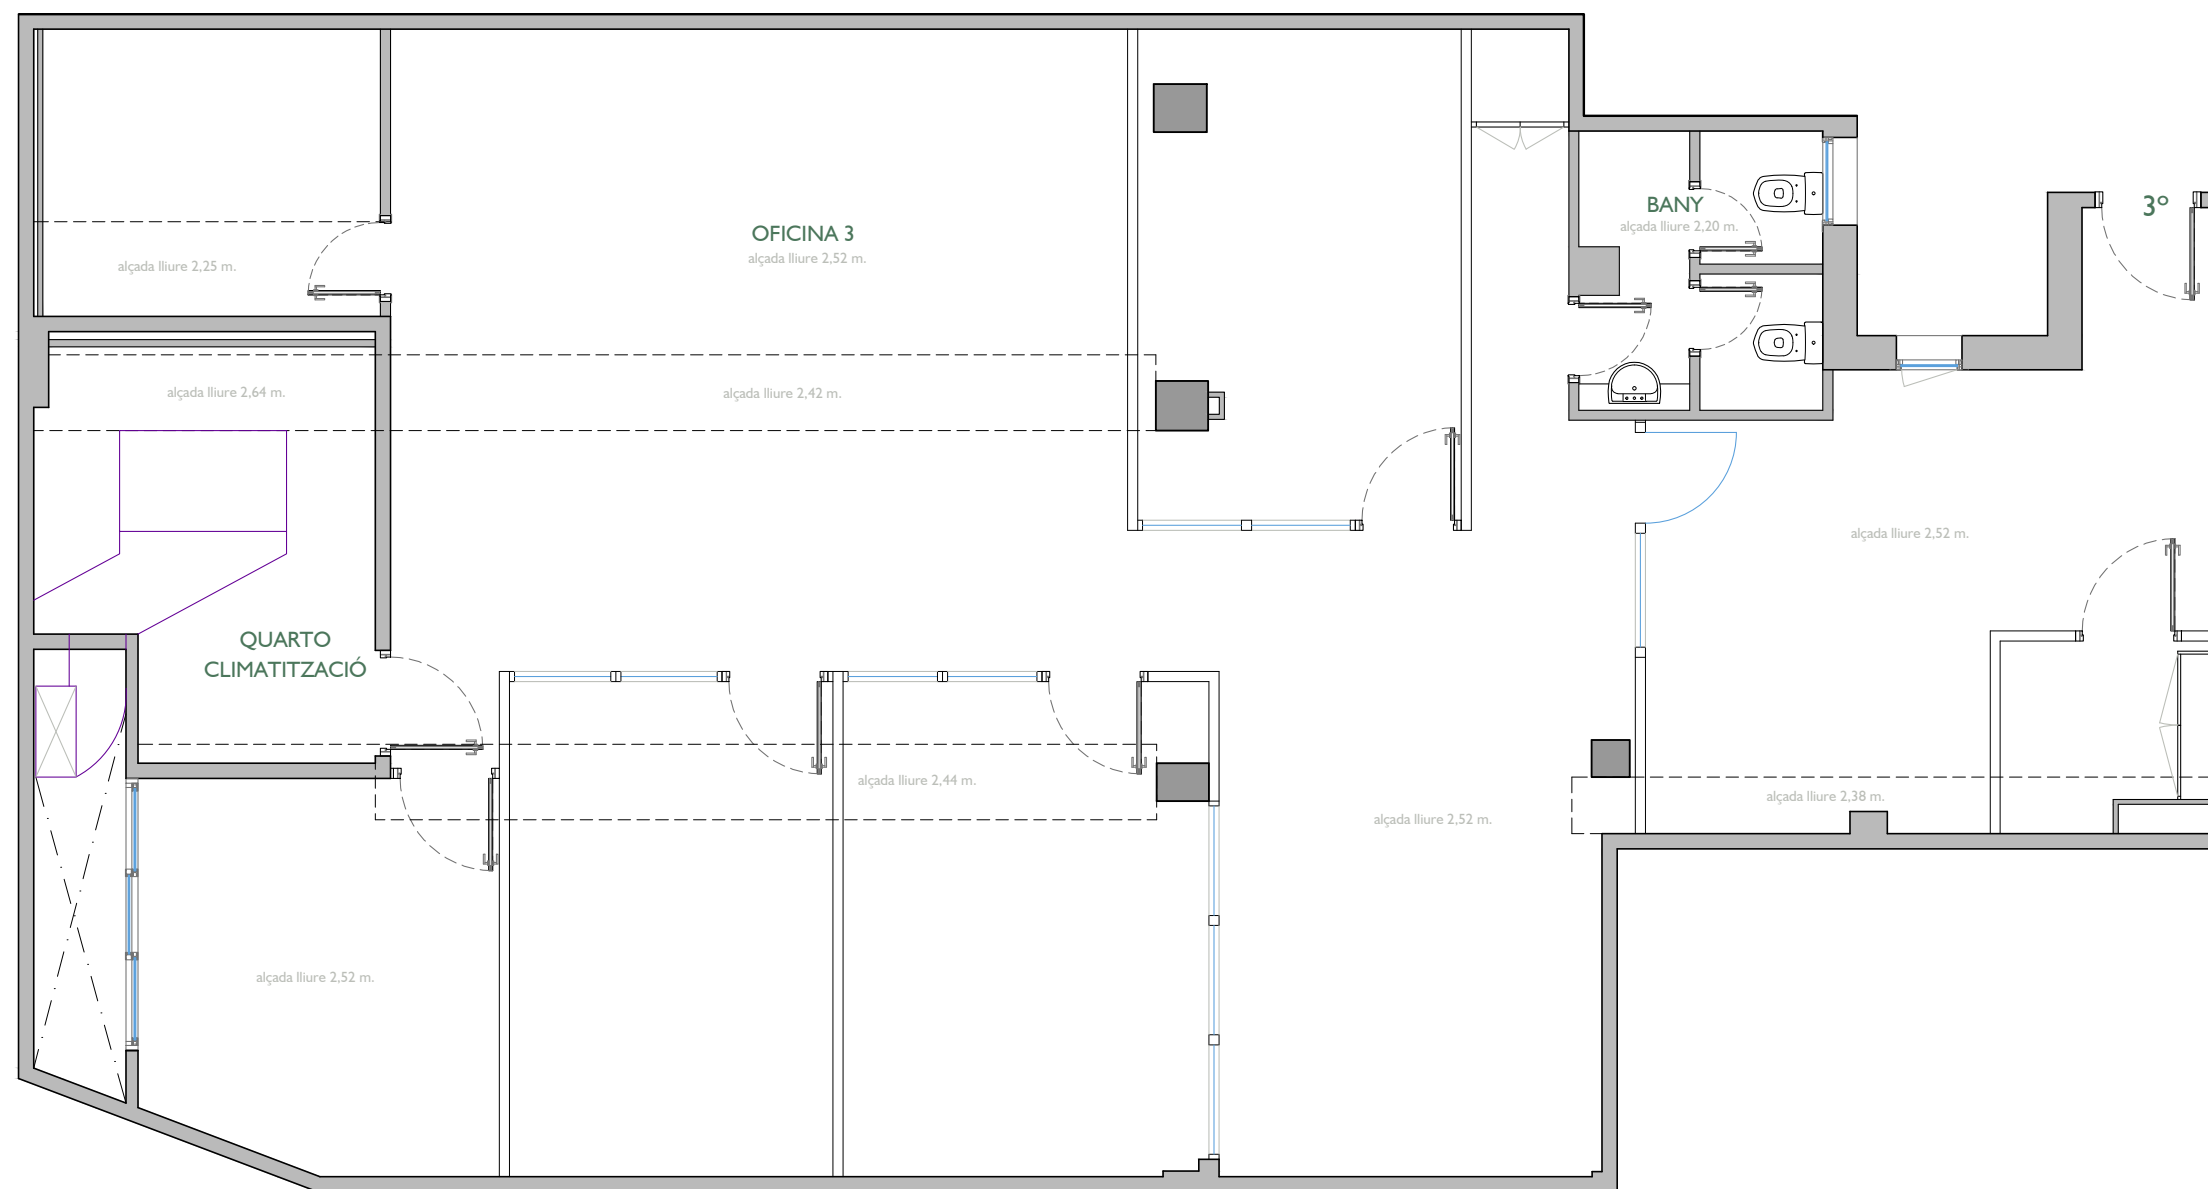 BANY
alçada lliure 2,20 m.
3º
OFICINA 3
alçada lliure 2,52 m.
alçada lliure 2,25 m.
alçada lliure 2,64 m.
alçada lliure 2,42 m.
alçada lliure 2,52 m.
QUARTO
CLIMATITZACIÓ
alçada lliure 2,44 m.
alçada lliure 2,38 m.
alçada lliure 2,52 m.
alçada lliure 2,52 m.